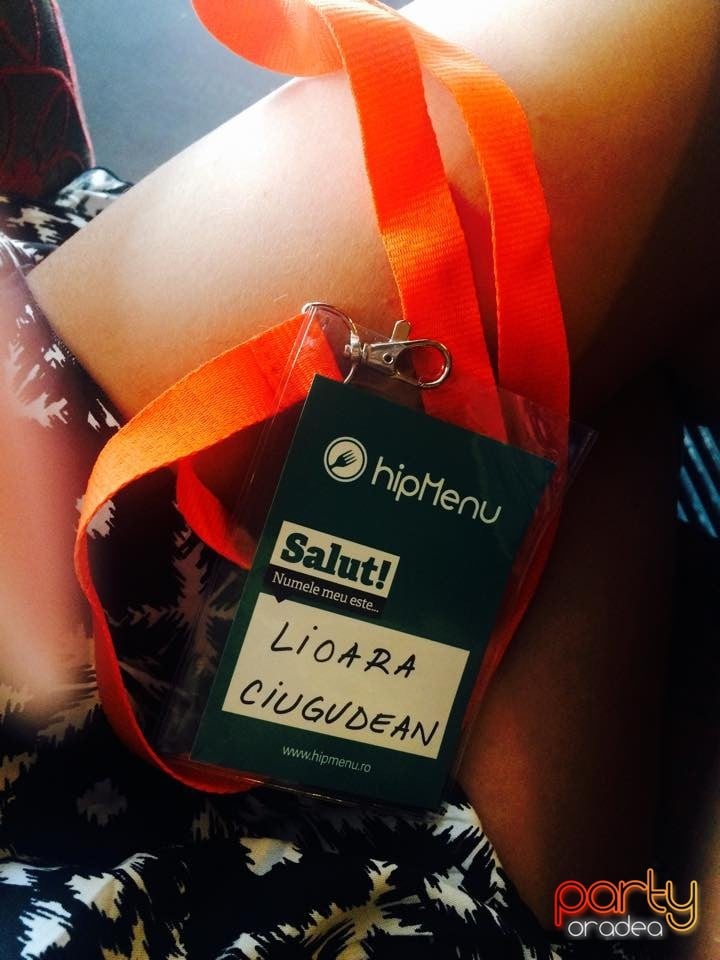 hipMenu
Salut!
Numele meu este...
LIOARA
CIUGUDEAN
www.hipmenu.ro
party
oradea